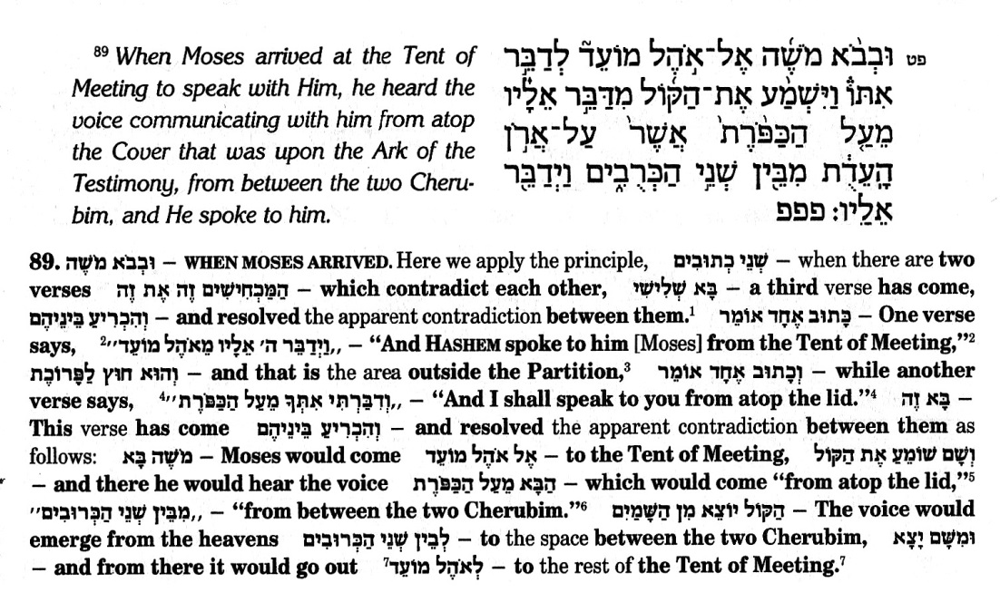 ⁸⁹ When Moses arrived at the Tent of
Meeting to speak with Him, he heard the
voice communicating with him from atop
the Cover that was upon the Ark of the
Testimony, from between the two Cheru-
bim, and He spoke to him.
פט וּבְבֹ֨א מֹשֶׁ֜ה אֶל־אֹ֣הֶל מוֹעֵד֮ לְדַבֵּ֣ר
אִתּוֹ֒ וַיִּשְׁמַ֨ע אֶת־הַקּ֜וֹל מִדַּבֵּ֣ר אֵלָ֗יו
מֵעַ֤ל הַכַּפֹּ֙רֶת֙ אֲשֶׁר֙ עַל־אֲרֹ֣ן
הָֽעֵדֻ֔ת מִבֵּ֖ין שְׁנֵ֣י הַכְּרֻבִ֑ים וַיְדַבֵּ֖ר
אֵלָֽיו: פפפ
89. וּבְבֹא מֹשֶׁה – WHEN MOSES ARRIVED. Here we apply the principle, שְׁנֵי כְתוּבִים – when there are two
verses הַמַּכְחִישִׁים זֶה אֶת זֶה – which contradict each other, בָּא שְׁלִישִׁי – a third verse has come,
וְהִכְרִיעַ בֵּינֵיהֶם – and resolved the apparent contradiction between them.¹ כָּתוּב אֶחָד אוֹמֵר – One verse
says, ²„וַיְדַבֵּר ה׳ אֵלָיו מֵאֹהֶל מוֹעֵד״ – “And HASHEM spoke to him [Moses] from the Tent of Meeting,”²
וְהוּא חוּץ לַפָּרוֹכֶת – and that is the area outside the Partition,³ וְכָתוּב אֶחָד אוֹמֵר – while another
verse says, ⁴„וְדִבַּרְתִּי אִתְּךָ מֵעַל הַכַּפֹּרֶת״ – “And I shall speak to you from atop the lid.”⁴ בָּא זֶה –
This verse has come וְהִכְרִיעַ בֵּינֵיהֶם – and resolved the apparent contradiction between them as
follows: מֹשֶׁה בָּא – Moses would come אֶל אֹהֶל מוֹעֵד – to the Tent of Meeting, וְשָׁם שׁוֹמֵעַ אֶת הַקּוֹל
– and there he would hear the voice הַבָּא מֵעַל הַכַּפֹּרֶת – which would come “from atop the lid,”⁵
„מִבֵּין שְׁנֵי הַכְּרוּבִים״ – “from between the two Cherubim.”⁶ הַקּוֹל יוֹצֵא מִן הַשָּׁמַיִם – The voice would
emerge from the heavens לְבֵין שְׁנֵי הַכְּרוּבִים – to the space between the two Cherubim, וּמִשָּׁם יָצָא
– and from there it would go out ⁷לְאֹהֶל מוֹעֵד – to the rest of the Tent of Meeting.⁷